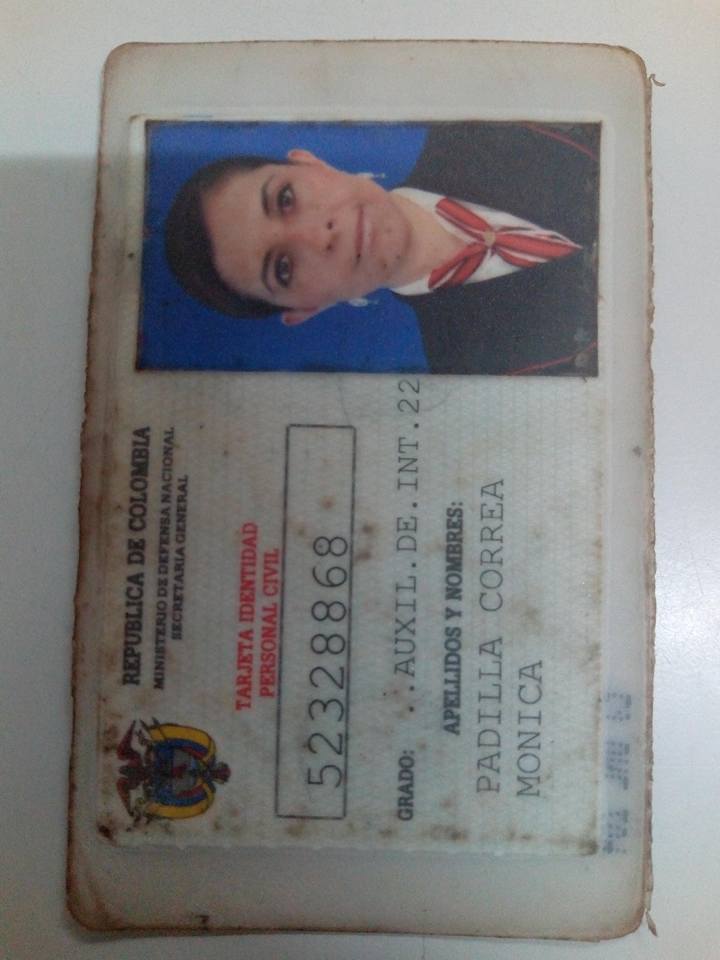 REPUBLICA DE COLOMBIA
MINISTERIO DE DEFENSA NACIONAL
SECRETARIA GENERAL
TARJETA IDENTIDAD
PERSONAL CIVIL
52328868
GRADO: ..AUXIL.DE.INT.22
APELLIDOS Y NOMBRES:
PADILLA CORREA
MONICA